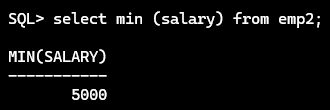 SQL> select min (salary) from emp2;
MIN(SALARY)
-----------
5000